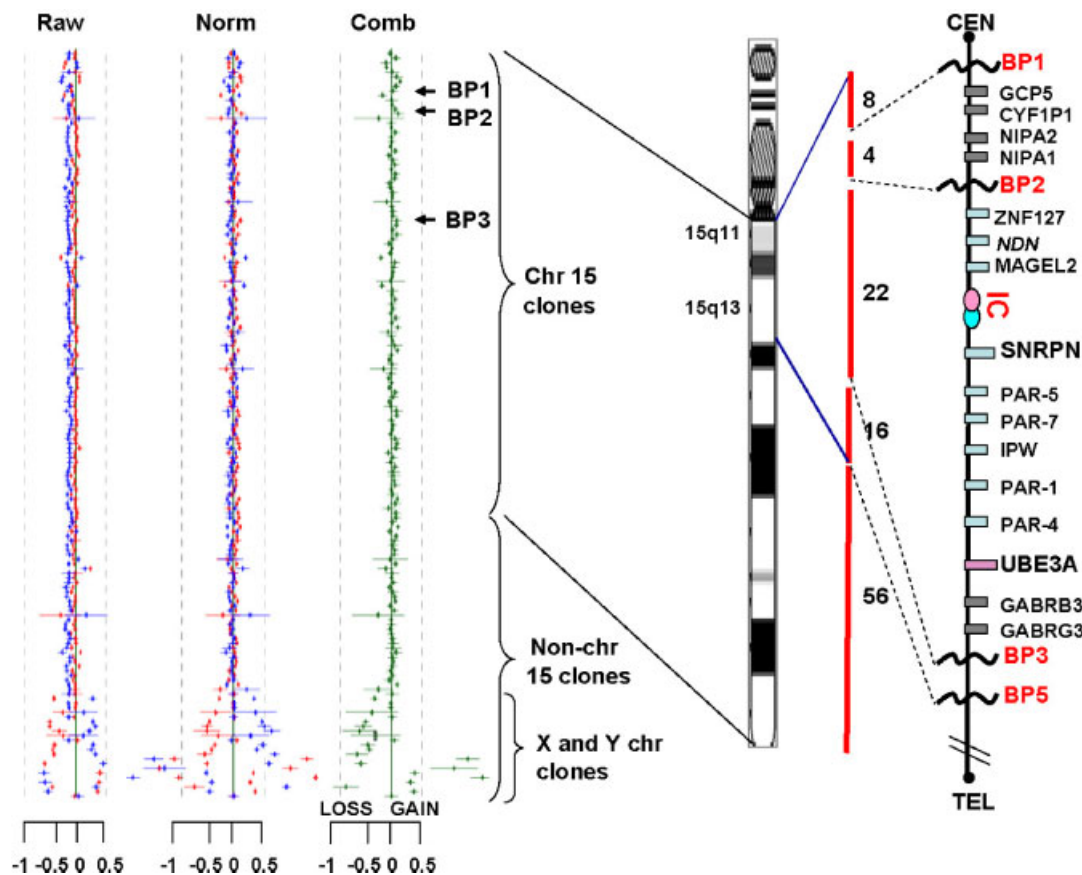 Raw Norm Comb
BP1
BP2
BP3
Chr 15
clones
Non-chr
15 clones
X and Y chr
clones
LOSS GAIN
-1 -0.5 0 0.5
-1 -0.5 0 0.5
-1 -0.5 0 0.5
15q11
15q13
8
4
22
16
56
CEN
BP1
GCP5
CYF1P1
NIPA2
NIPA1
BP2
ZNF127
NDN
MAGEL2
IC
SNRPN
PAR-5
PAR-7
IPW
PAR-1
PAR-4
UBE3A
GABRB3
GABRG3
BP3
BP5
TEL